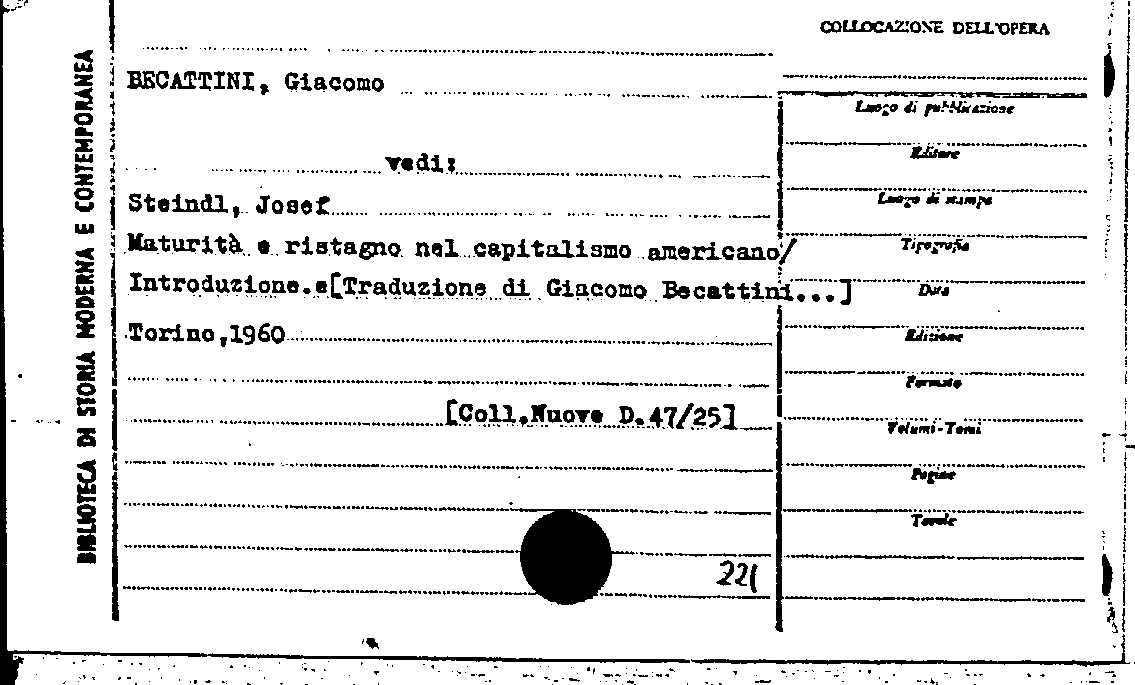 COLLOCAZIONE DELL'OPERA
BIBLIOTECA DI STORIA MODERNA E CONTEMPORANEA
BECATTINI, Giacomo
vedi:
Steindl, Josef
Maturità e ristagno nel capitalismo americano/
Introduzione.e[Traduzione di Giacomo Becattini...]
Torino,1960
[Coll.Nuove D.47/25]
221
Luogo di pubblicazione
Editore
Luogo di stampa
Tipografia
Data
Edizione
Formato
Volumi-Tomi
Pagine
Tavole